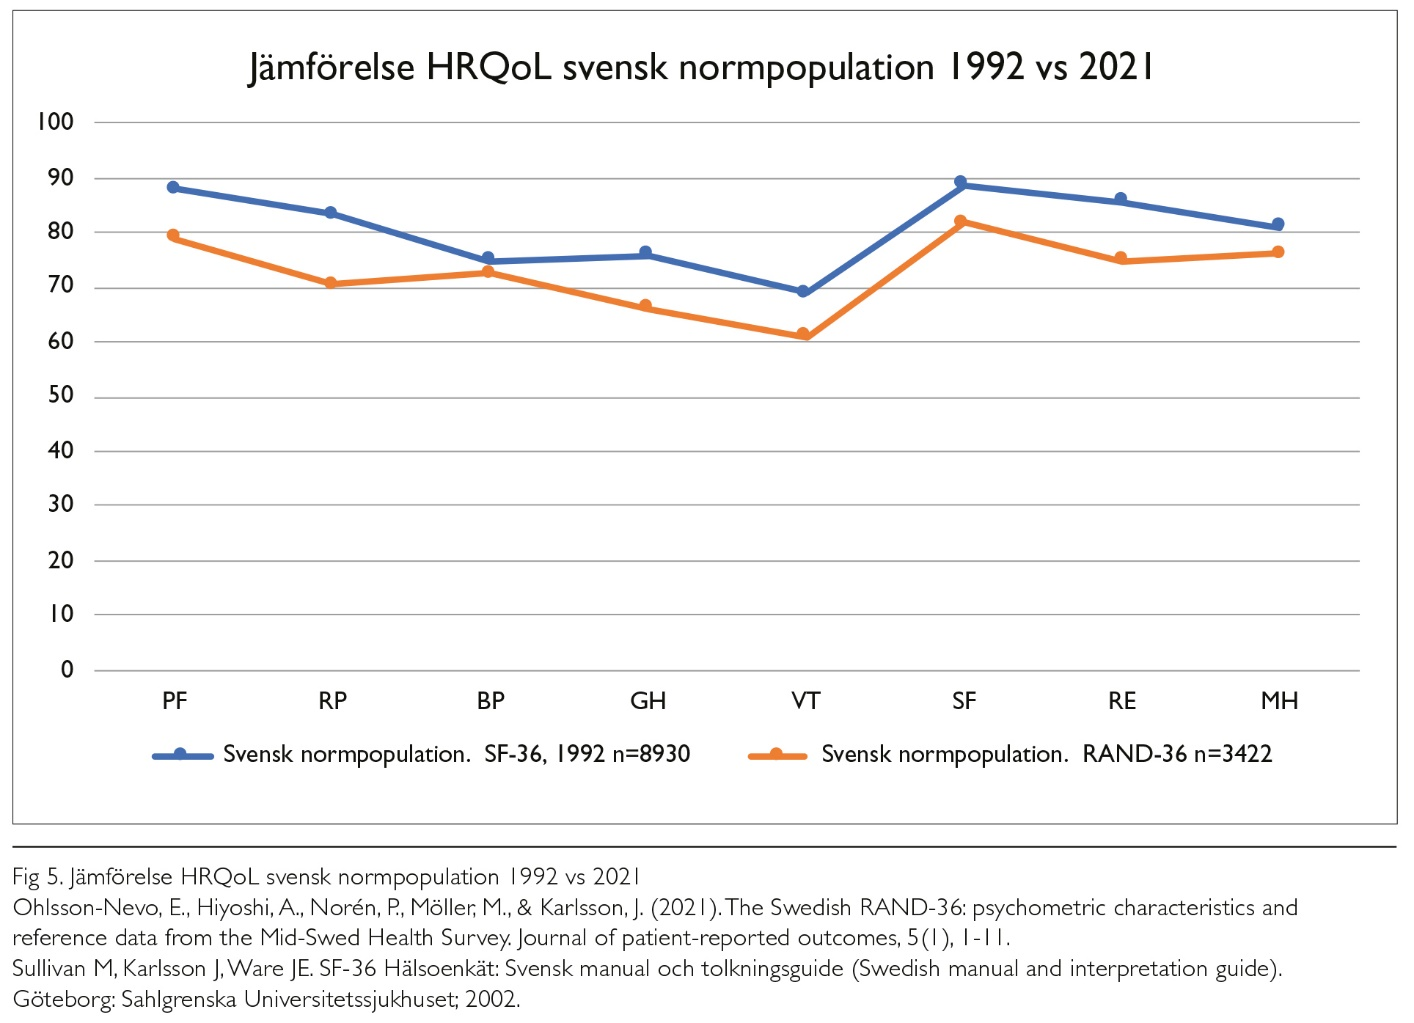 Jämförelse HRQoL svensk normpopulation 1992 vs 2021
100
90
80
70
60
50
40
30
20
10
0
PF RP BP GH VT SF RE MH
Svensk normpopulation. SF-36, 1992 n=8930 Svensk normpopulation. RAND-36 n=3422
Fig 5. Jämförelse HRQoL svensk normpopulation 1992 vs 2021
Ohlsson-Nevo, E., Hiyoshi, A., Norén, P., Möller, M., & Karlsson, J. (2021). The Swedish RAND-36: psychometric characteristics and
reference data from the Mid-Swed Health Survey. Journal of patient-reported outcomes, 5(1), 1-11.
Sullivan M, Karlsson J, Ware JE. SF-36 Hälsoenkät: Svensk manual och tolkningsguide (Swedish manual and interpretation guide).
Göteborg: Sahlgrenska Universitetssjukhuset; 2002.